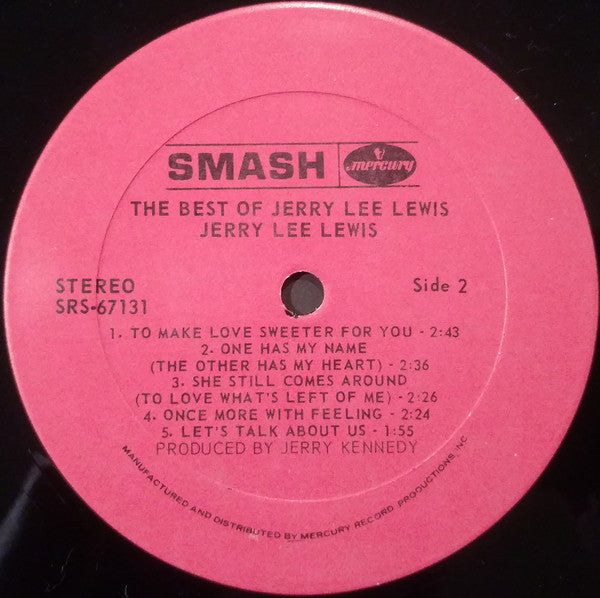 SMASH mercury
THE BEST OF JERRY LEE LEWIS
JERRY LEE LEWIS
STEREO
SRS-67131
Side 2
1. TO MAKE LOVE SWEETER FOR YOU - 2:43
2. ONE HAS MY NAME
(THE OTHER HAS MY HEART) - 2:36
3. SHE STILL COMES AROUND
(TO LOVE WHAT'S LEFT OF ME) - 2:26
4. ONCE MORE WITH FEELING - 2:24
5. LET'S TALK ABOUT US - 1:55
PRODUCED BY JERRY KENNEDY
MANUFACTURED AND DISTRIBUTED BY MERCURY RECORD PRODUCTIONS, INC